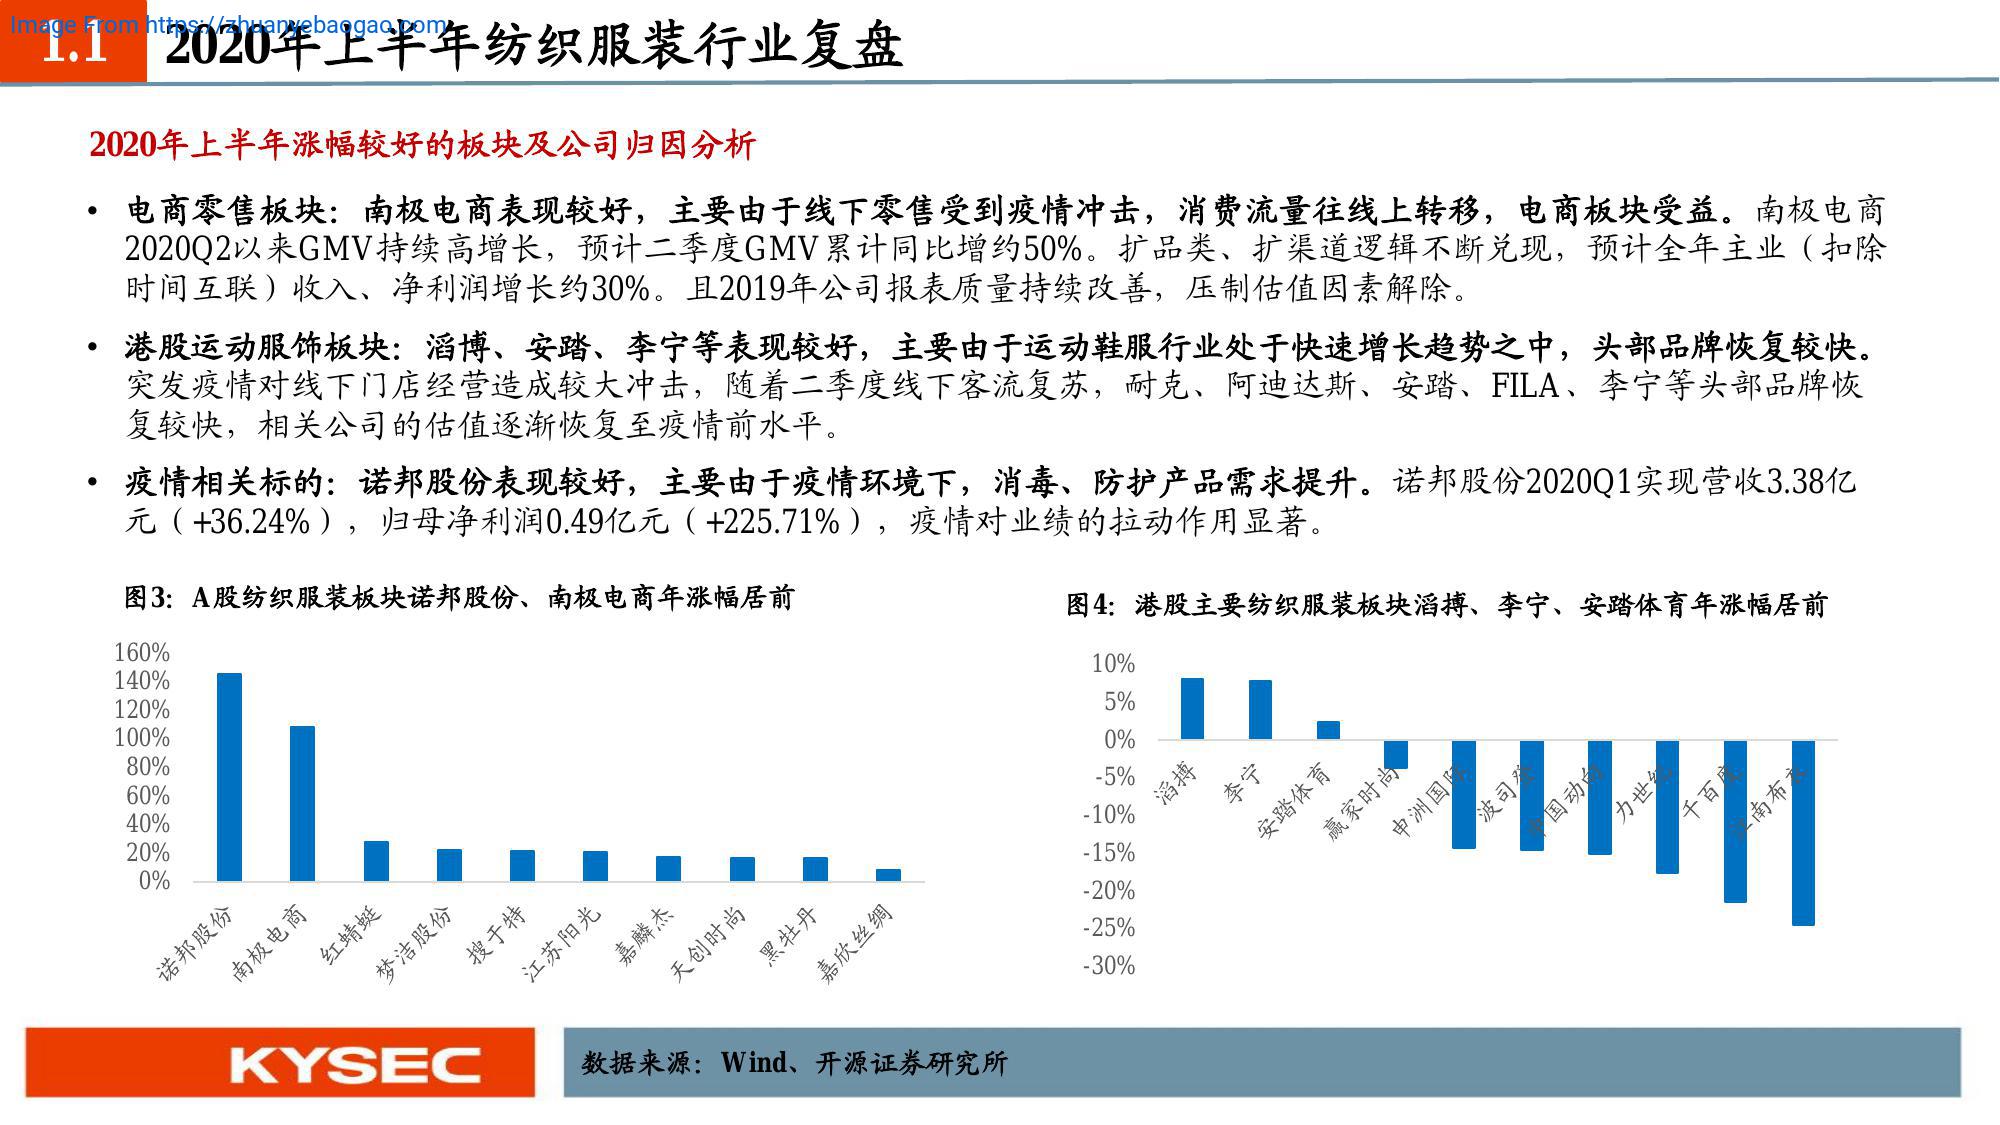 Image From https://zhuanyebaogao.com
1.1
2020年上半年纺织服装行业复盘
2020年上半年涨幅较好的板块及公司归因分析
• 电商零售板块：南极电商表现较好，主要由于线下零售受到疫情冲击，消费流量往线上转移，电商板块受益。南极电商
2020Q2以来GMV持续高增长，预计二季度GMV累计同比增约50%。扩品类、扩渠道逻辑不断兑现，预计全年主业（扣除
时间互联）收入、净利润增长约30%。且2019年公司报表质量持续改善，压制估值因素解除。
• 港股运动服饰板块：滔博、安踏、李宁等表现较好，主要由于运动鞋服行业处于快速增长趋势之中，头部品牌恢复较快。
突发疫情对线下门店经营造成较大冲击，随着二季度线下客流复苏，耐克、阿迪达斯、安踏、FILA、李宁等头部品牌恢
复较快，相关公司的估值逐渐恢复至疫情前水平。
• 疫情相关标的：诺邦股份表现较好，主要由于疫情环境下，消毒、防护产品需求提升。诺邦股份2020Q1实现营收3.38亿
元（+36.24%），归母净利润0.49亿元（+225.71%），疫情对业绩的拉动作用显著。
图3：A股纺织服装板块诺邦股份、南极电商年涨幅居前
160%
140%
120%
100%
80%
60%
40%
20%
0%
诺邦股份
南极电商
红蜻蜓
梦洁股份
搜于特
江苏阳光
嘉麟杰
天创时尚
黑牡丹
嘉欣丝绸
图4：港股主要纺织服装板块滔搏、李宁、安踏体育年涨幅居前
10%
5%
0%
-5%
-10%
-15%
-20%
-25%
-30%
滔搏
李宁
安踏体育
赢家时尚
申洲国际
波司登
中国动向
力世纪
千百度
江南布衣
KYSEC
数据来源：Wind、开源证券研究所